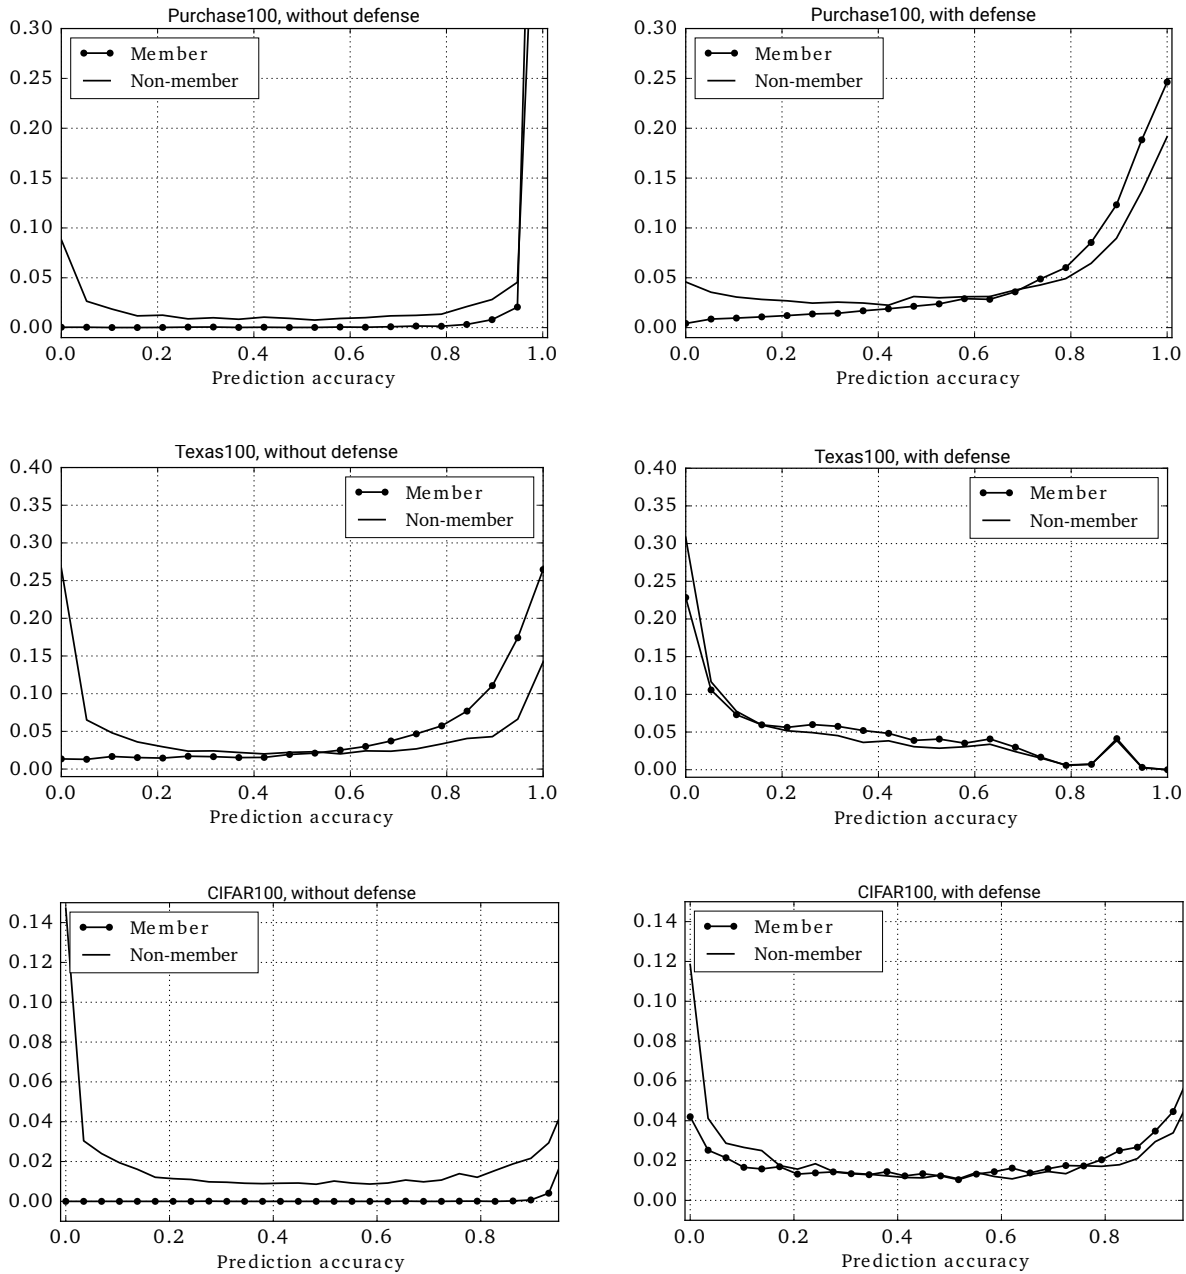 Purchase100, without defense
0.30
0.25
0.20
0.15
0.10
0.05
0.00
Member
Non-member
0.0 0.2 0.4 0.6 0.8 1.0
Prediction accuracy
Purchase100, with defense
0.30
0.25
0.20
0.15
0.10
0.05
0.00
Member
Non-member
0.0 0.2 0.4 0.6 0.8 1.0
Prediction accuracy
Texas100, without defense
0.40
0.35
0.30
0.25
0.20
0.15
0.10
0.05
0.00
Member
Non-member
0.0 0.2 0.4 0.6 0.8 1.0
Prediction accuracy
Texas100, with defense
0.40
0.35
0.30
0.25
0.20
0.15
0.10
0.05
0.00
Member
Non-member
0.0 0.2 0.4 0.6 0.8 1.0
Prediction accuracy
CIFAR100, without defense
0.14
0.12
0.10
0.08
0.06
0.04
0.02
0.00
Member
Non-member
0.0 0.2 0.4 0.6 0.8
Prediction accuracy
CIFAR100, with defense
0.14
0.12
0.10
0.08
0.06
0.04
0.02
0.00
Member
Non-member
0.0 0.2 0.4 0.6 0.8
Prediction accuracy